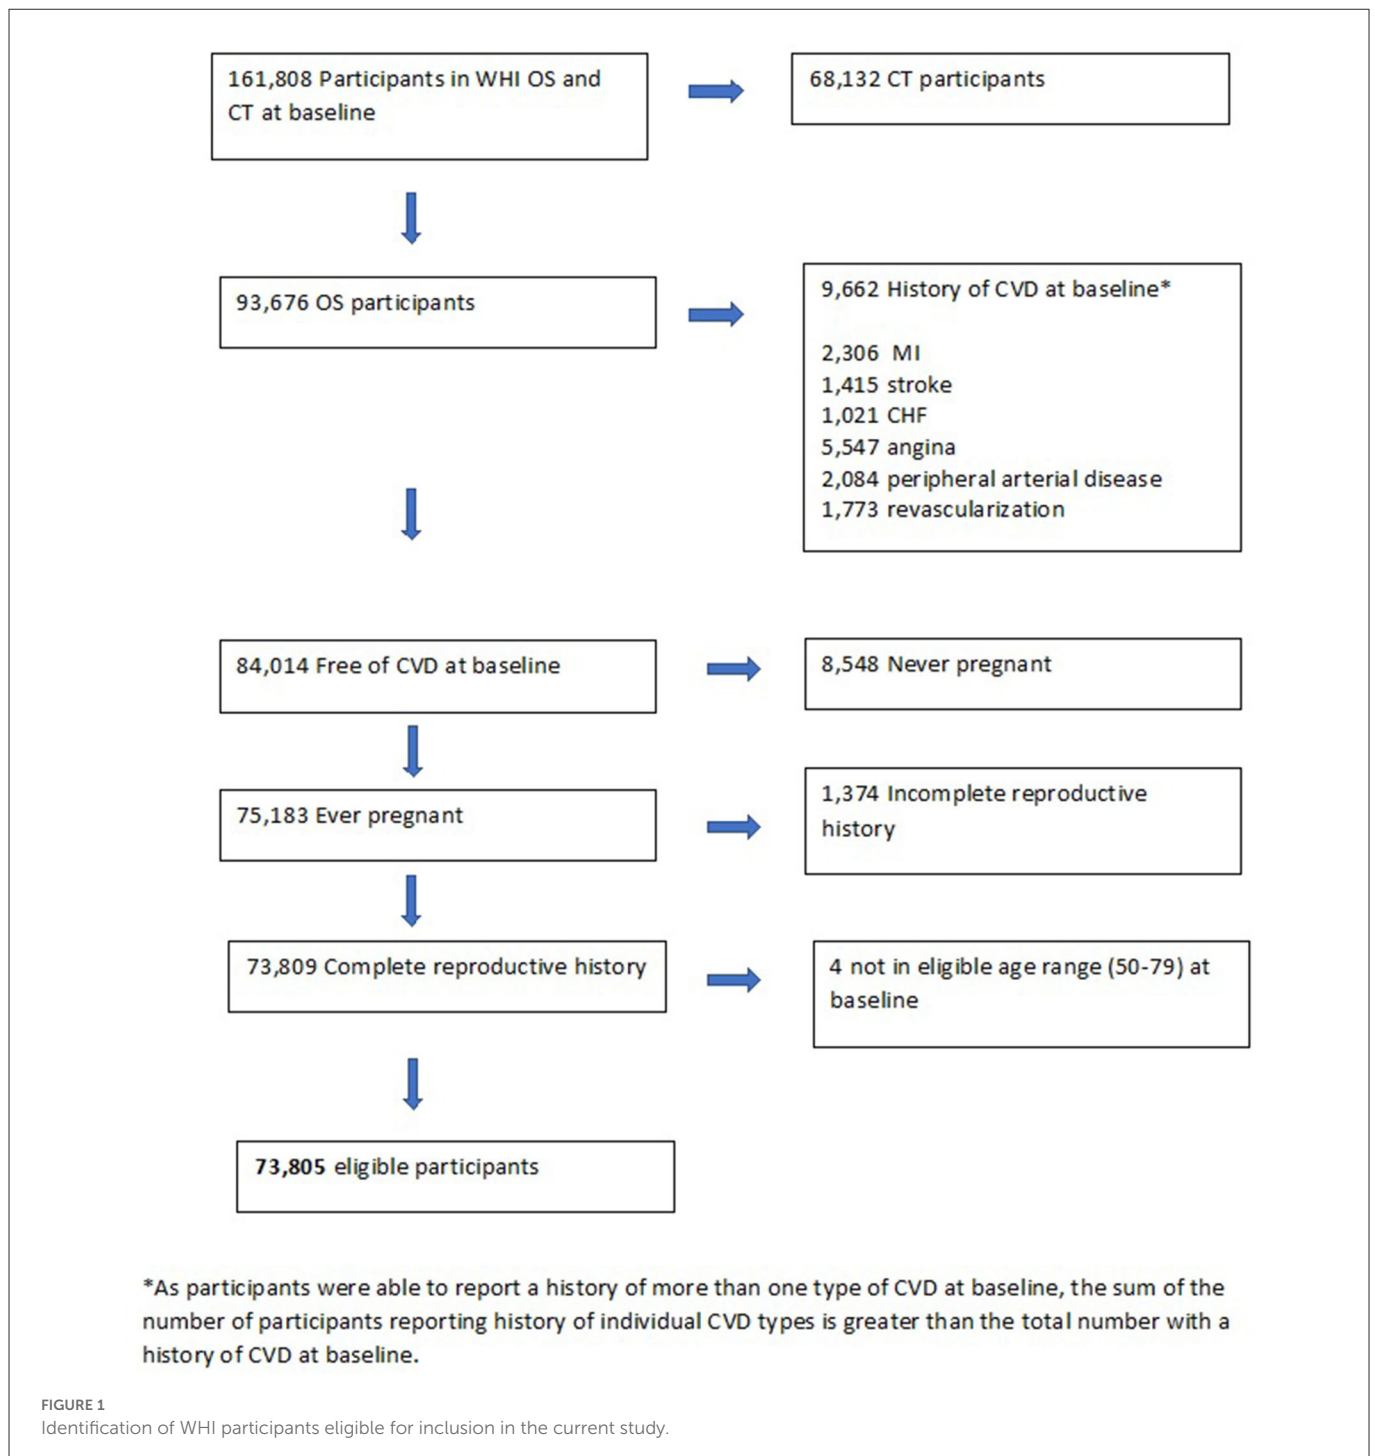 161,808 Participants in WHI OS and
CT at baseline
68,132 CT participants
93,676 OS participants
9,662 History of CVD at baseline*
2,306 MI
1,415 stroke
1,021 CHF
5,547 angina
2,084 peripheral arterial disease
1,773 revascularization
84,014 Free of CVD at baseline
8,548 Never pregnant
75,183 Ever pregnant
1,374 Incomplete reproductive
history
73,809 Complete reproductive history
4 not in eligible age range (50-79) at
baseline
73,805 eligible participants
*As participants were able to report a history of more than one type of CVD at baseline, the sum of the
number of participants reporting history of individual CVD types is greater than the total number with a
history of CVD at baseline.
FIGURE 1
Identification of WHI participants eligible for inclusion in the current study.